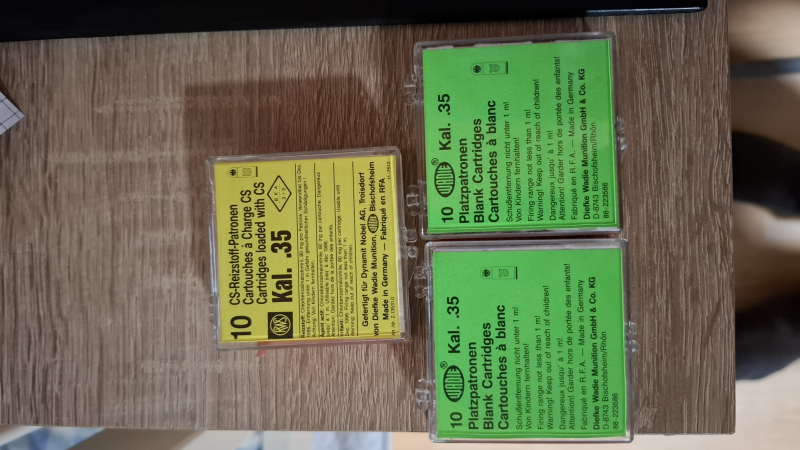 10 CS-Reizstoff-Patronen
Cartouches à Charge CS
Cartridges loaded with CS
RWS Kal. .35
Gefertigt für Dynamit Nobel AG, Troisdorf
von Diefke Wadie Munition, Bischofsheim
Made in Germany — Fabriqué en RFA
10 WADIE® Kal. .35
Platzpatronen
Blank Cartridges
Cartouches à blanc
Schußentfernung nicht unter 1 m!
Von Kindern fernhalten!
Firing range not less than 1 m!
Warning! Keep out of reach of children!
Dangereux jusqu' à 1 m!
Attention! Garder hors de portée des enfants!
Fabriqué en R.F.A. — Made in Germany
Diefke Wadie Munition GmbH & Co. KG
D-8743 Bischofsheim/Rhön
88-223586
10 WADIE® Kal. .35
Platzpatronen
Blank Cartridges
Cartouches à blanc
Schußentfernung nicht unter 1 m!
Von Kindern fernhalten!
Firing range not less than 1 m!
Warning! Keep out of reach of children!
Dangereux jusqu' à 1 m!
Attention! Garder hors de portée des enfants!
Fabriqué en R.F.A. — Made in Germany
Diefke Wadie Munition GmbH & Co. KG
D-8743 Bischofsheim/Rhön
88-223586